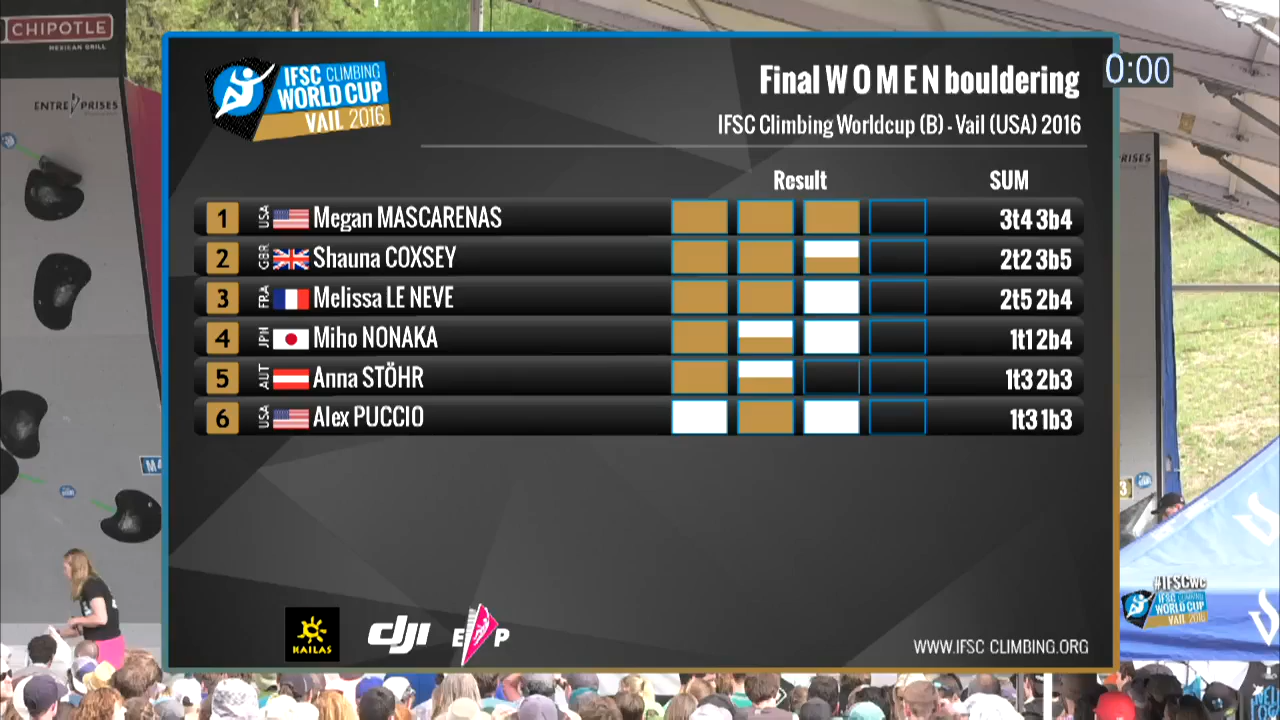 CHIPOTLE
MEXICAN GRILL
ENTRE PRISES
IFSC CLIMBING
WORLD CUP
VAIL 2016
Final W O M E N bouldering
IFSC Climbing Worldcup (B) - Vail (USA) 2016
0:00
Result SUM
1 USA Megan MASCARENAS 3t4 3b4
2 GBR Shauna COXSEY 2t2 3b5
3 FRA Melissa LE NEVE 2t5 2b4
4 JPN Miho NONAKA 1t1 2b4
5 AUT Anna STÖHR 1t3 2b3
6 USA Alex PUCCIO 1t3 1b3
RISES
M4
3
#IFSCwc
IFSC CLIMBING
WORLD CUP
VAIL 2016
KAILAS
dji
E P
WWW.IFSC CLIMBING.ORG